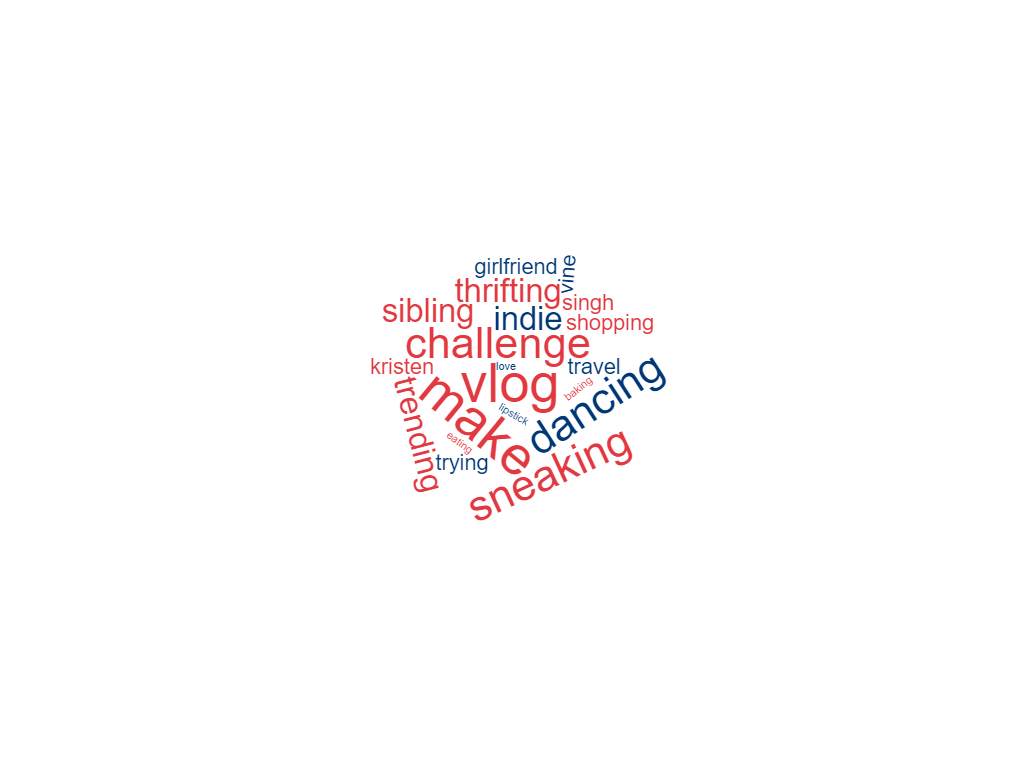 girlfriend
vine
thrifting
singh
sibling
indie
shopping
challenge
kristen
love
travel
vlog
baking
dancing
make
trending
lipstick
eating
trying
sneaking